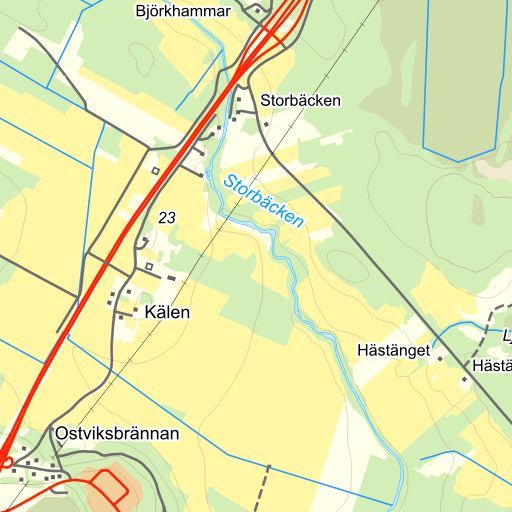 Björkhammar
Storbäcken
Storbäcken
23
Kälen
Hästänget
Ostviksbrännan